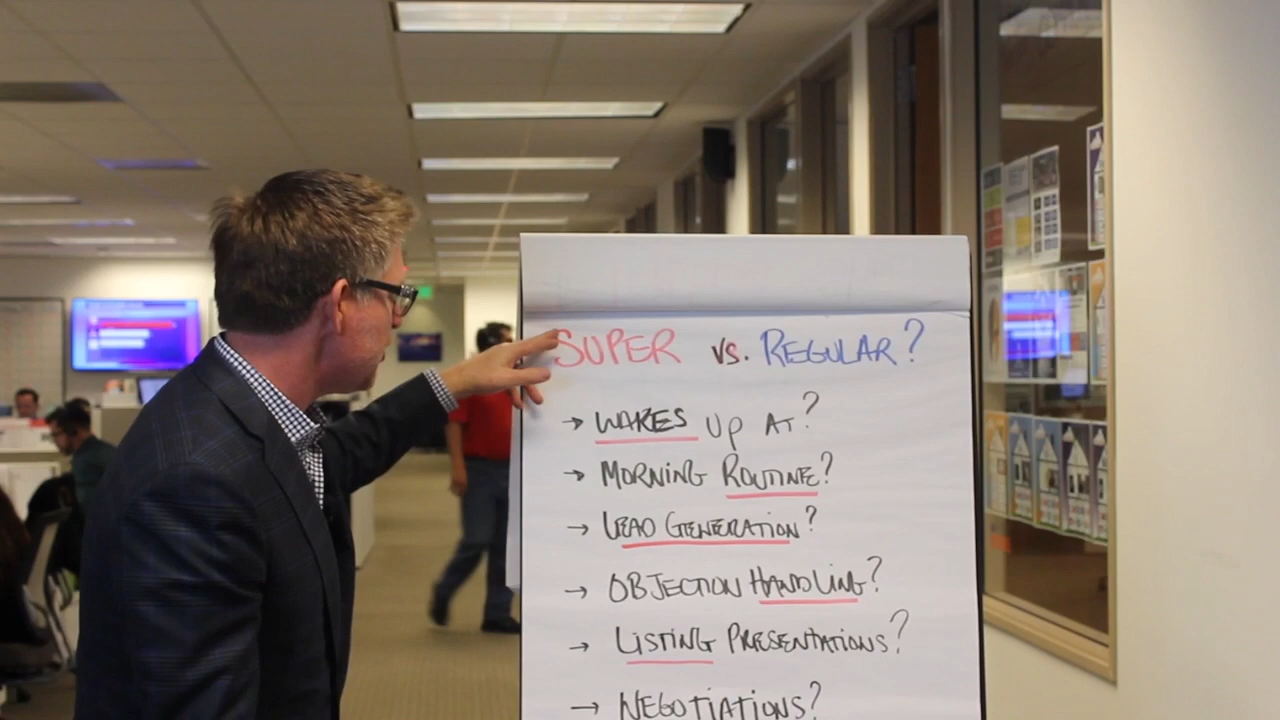 SUPER vs. REGULAR?
→ WAKES UP AT?
→ MORNING ROUTINE?
→ LEAD GENERATION?
→ OBJECTION HANDLING?
→ LISTING PRESENTATIONS?
→ NEGOTIATIONS?